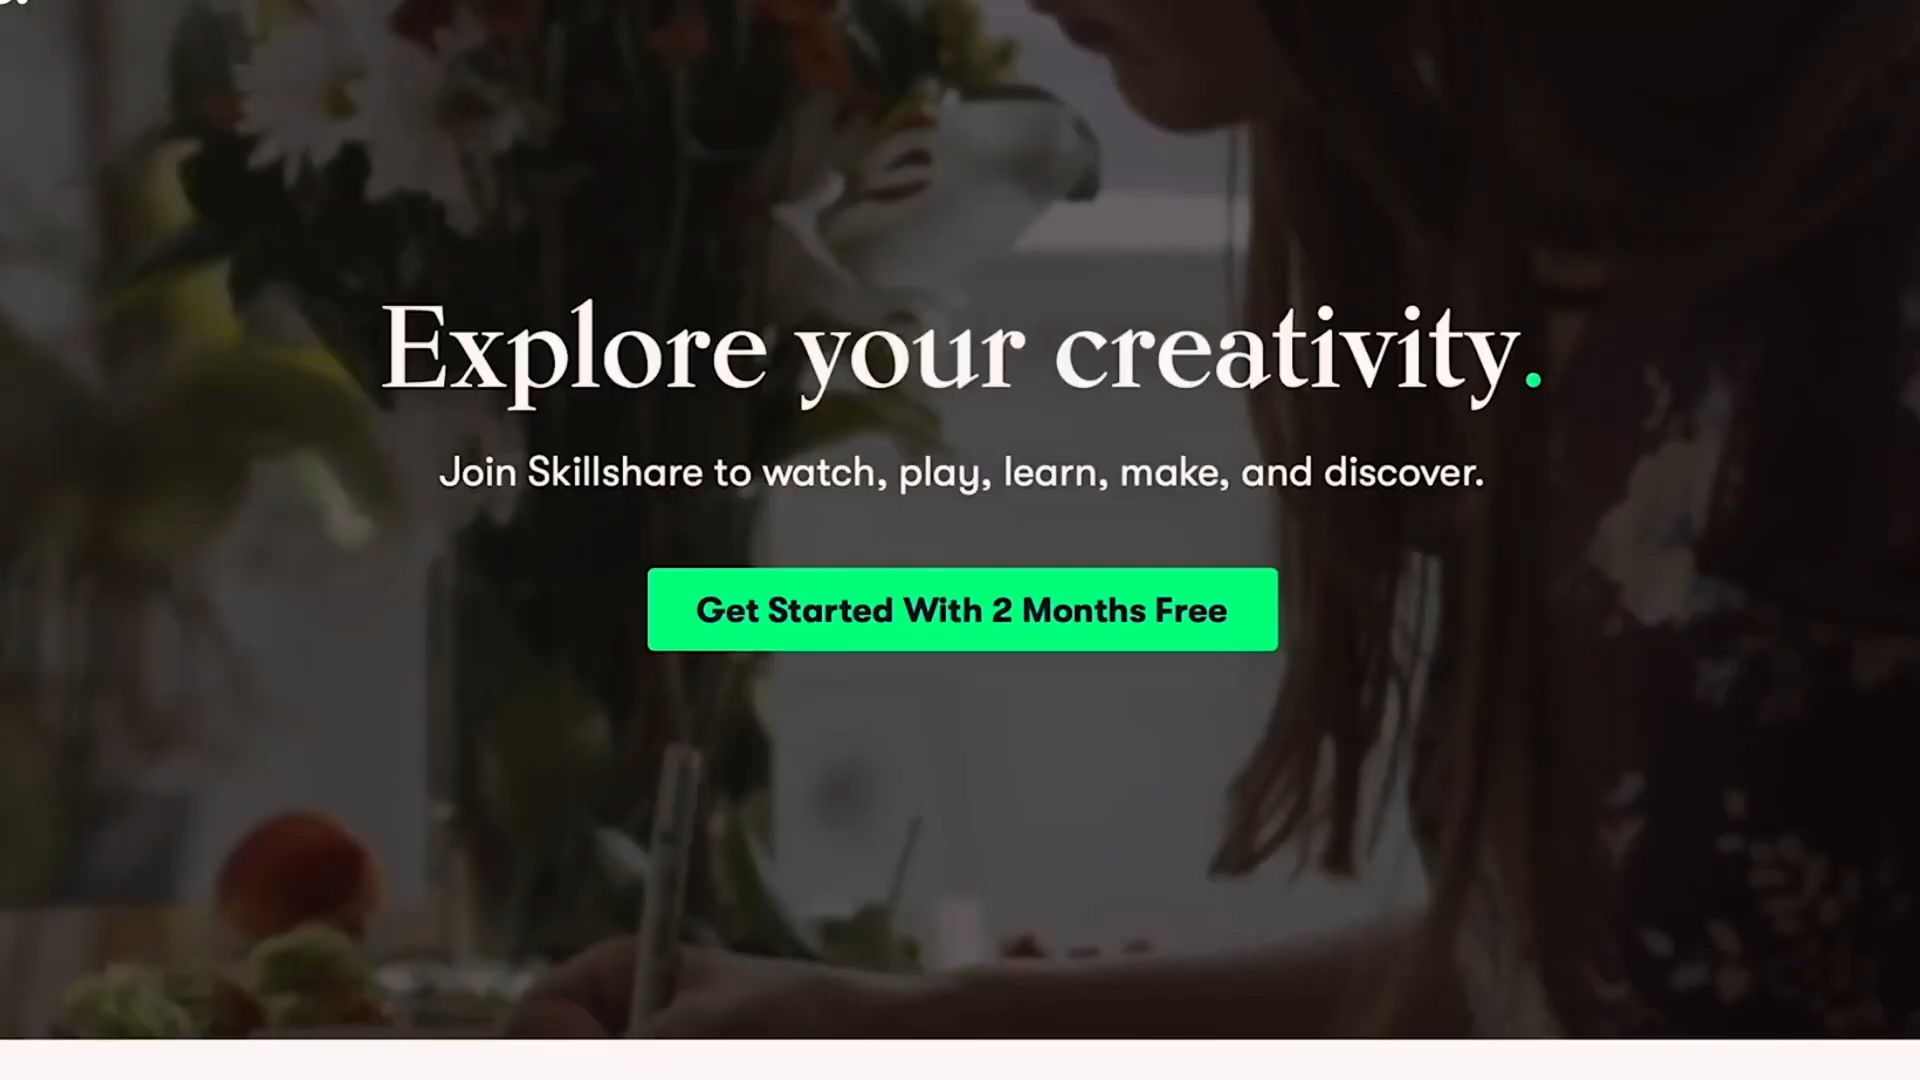 Explore your creativity.
Join Skillshare to watch, play, learn, make, and discover.
Get Started With 2 Months Free